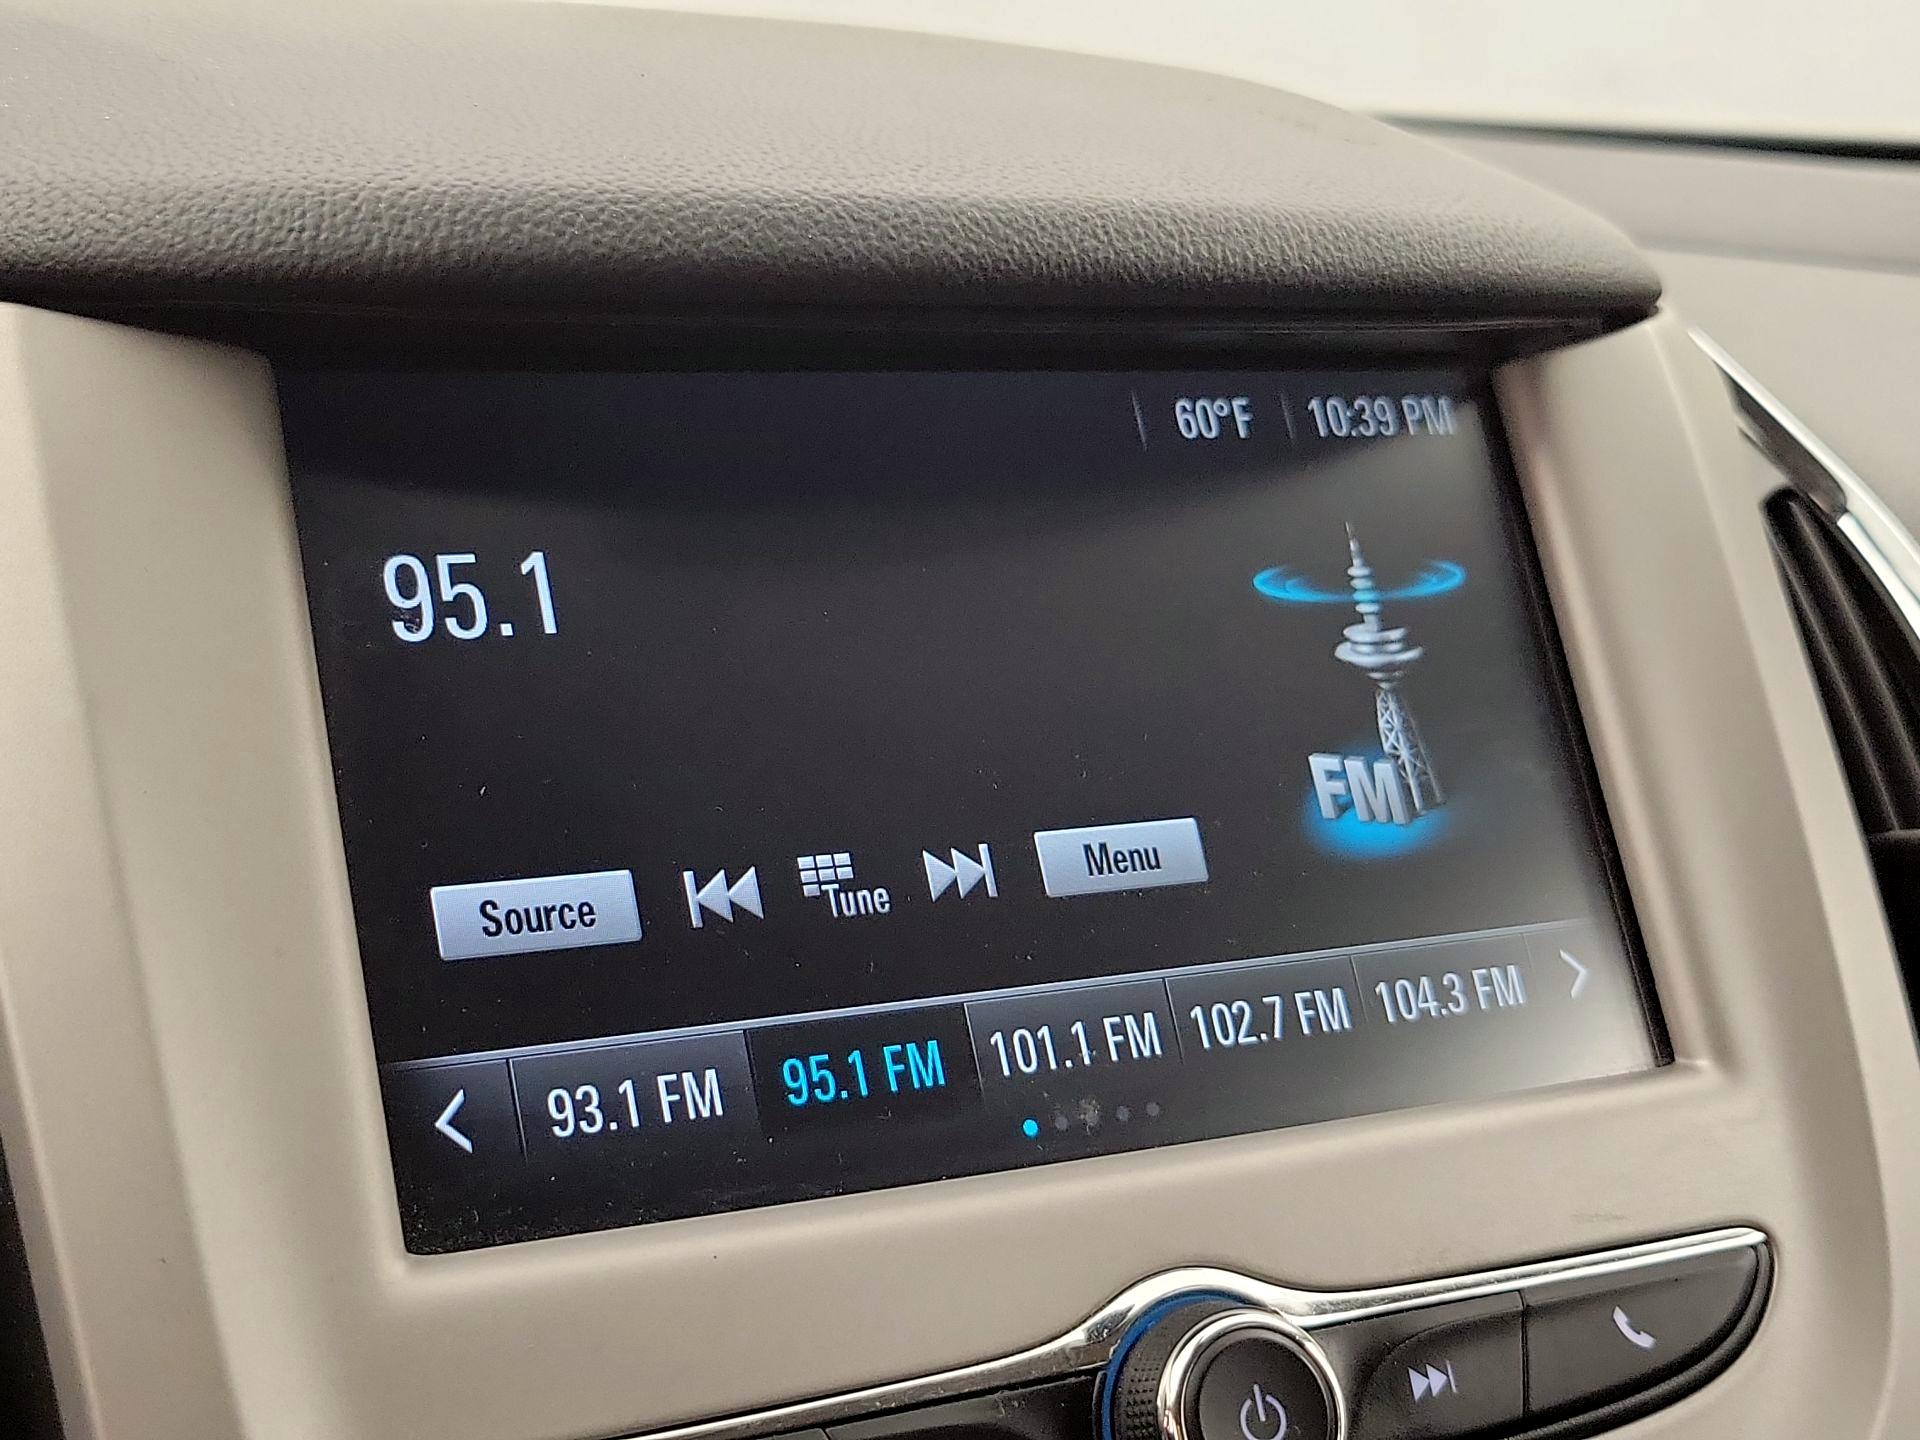 60°F 10:39 PM
95.1
FM
Source Tune Menu
93.1 FM 95.1 FM 101.1 FM 102.7 FM 104.3 FM